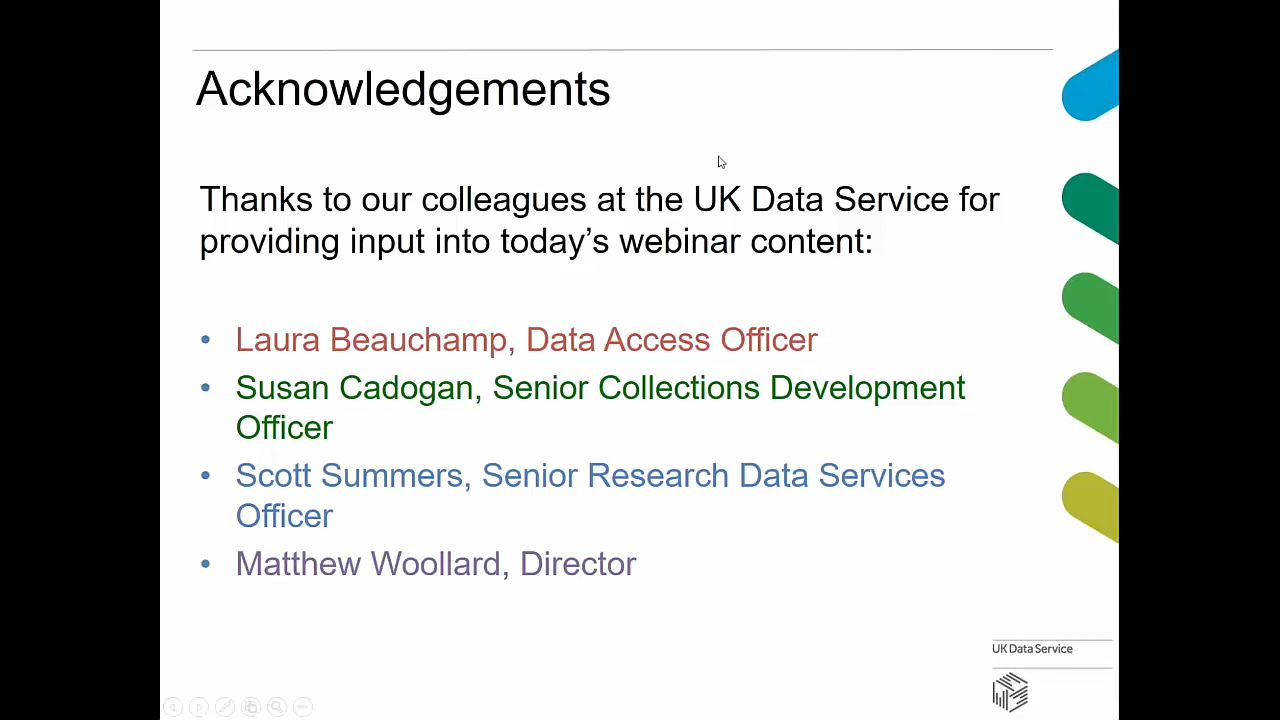 Acknowledgements
Thanks to our colleagues at the UK Data Service for
providing input into today’s webinar content:
• Laura Beauchamp, Data Access Officer
• Susan Cadogan, Senior Collections Development
Officer
• Scott Summers, Senior Research Data Services
Officer
• Matthew Woollard, Director
UK Data Service